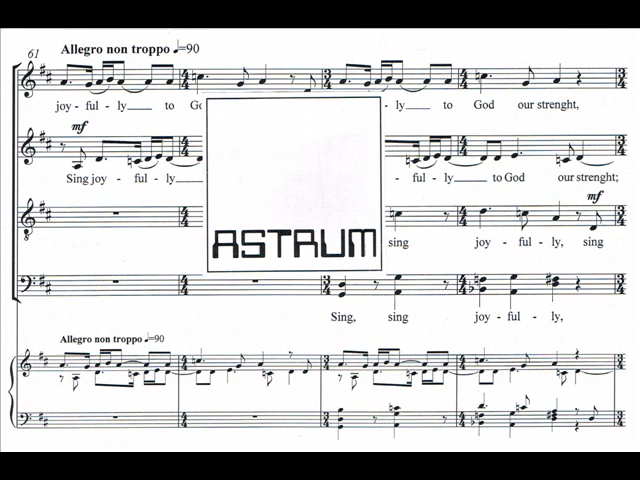 61 Allegro non troppo ♩=90
joy - ful - ly to - ly to God our strenght,
mf
Sing joy - ful - ly - ful - ly to God our strenght;
mf
ASTRUM
sing joy - ful - ly, sing
Sing, sing joy - ful - ly,
Allegro non troppo ♩=90